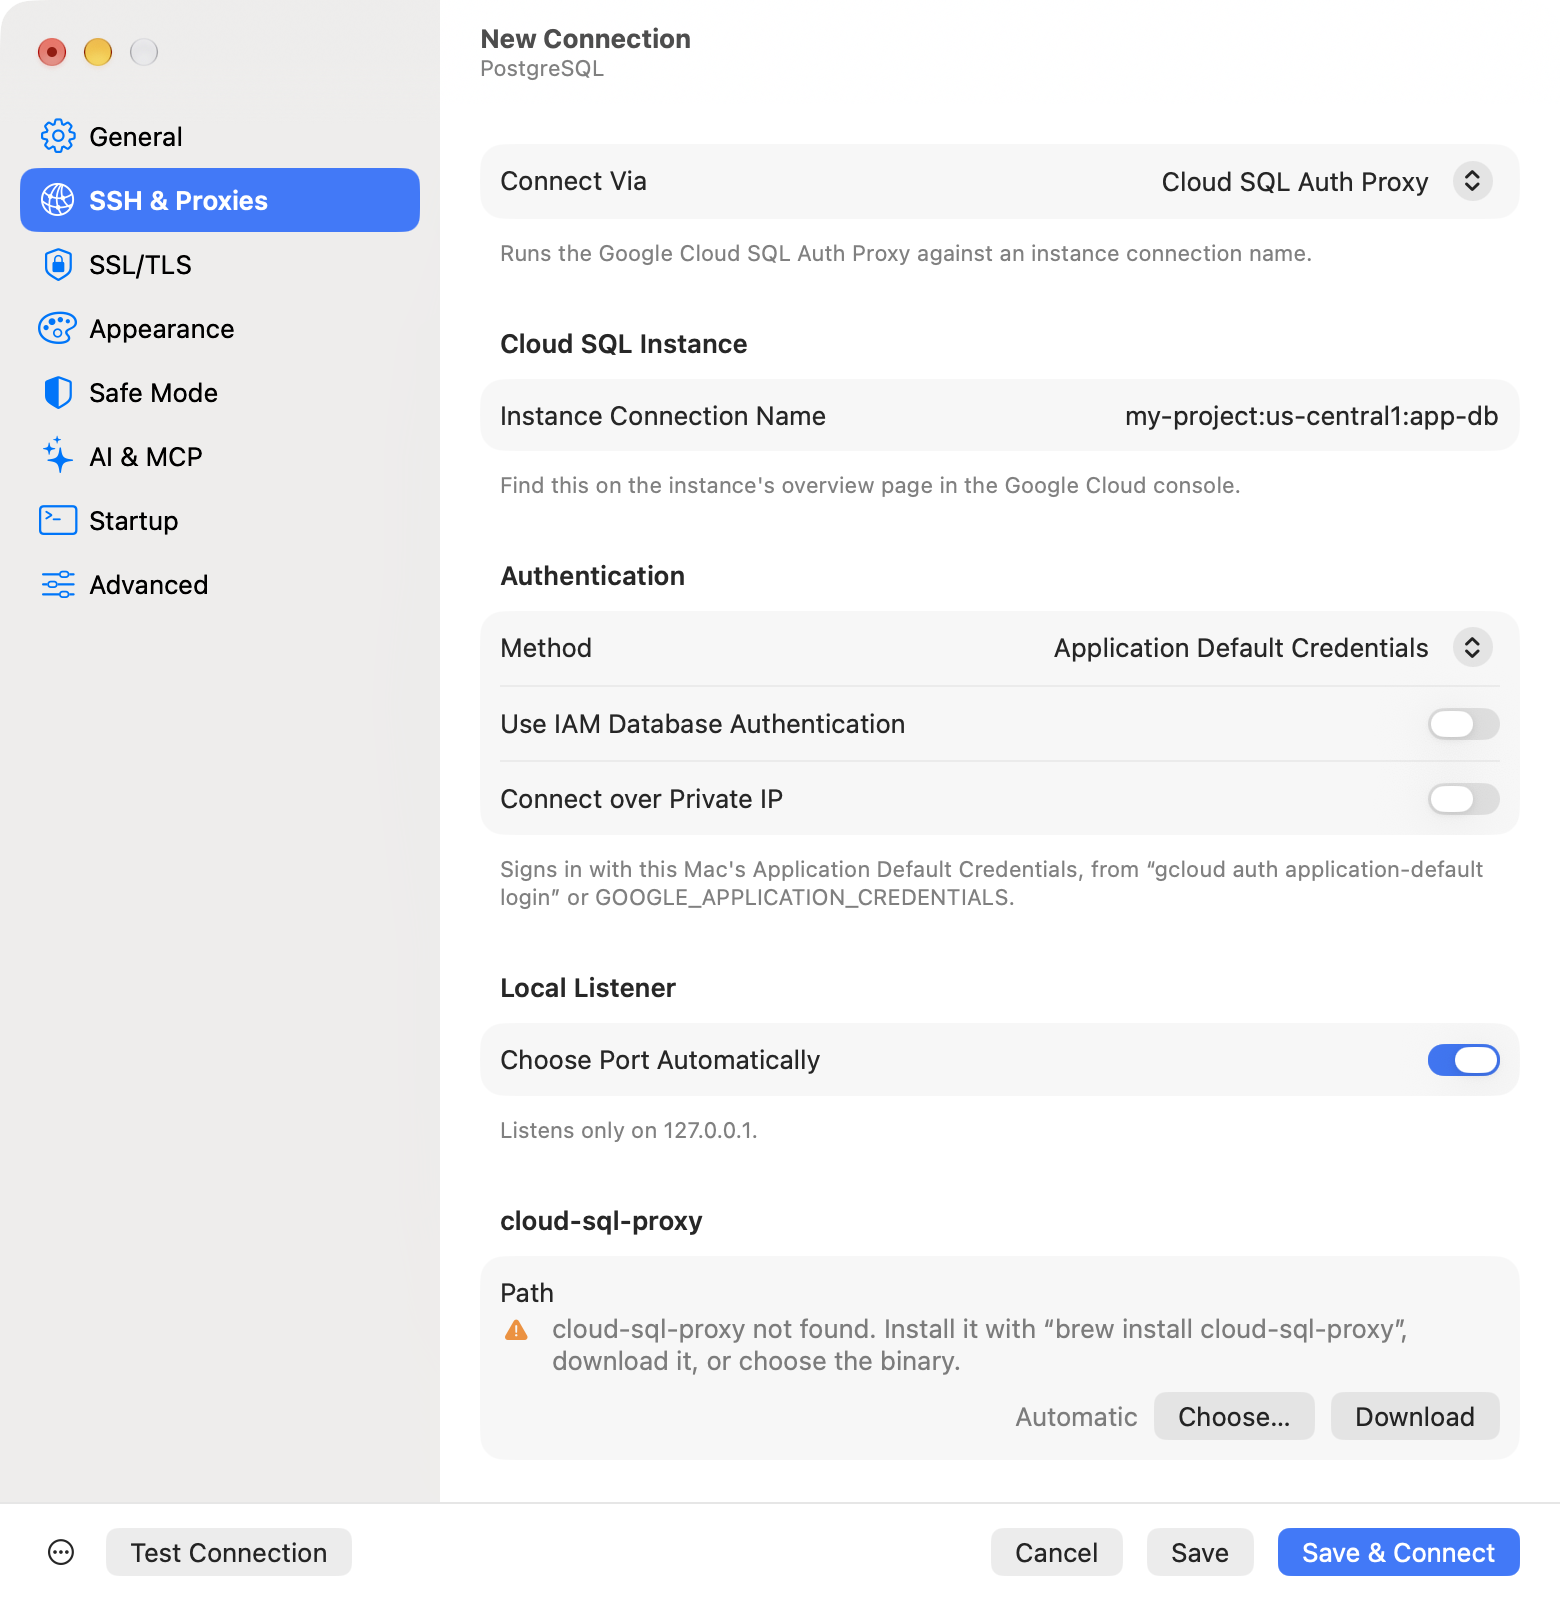 New Connection
PostgreSQL
General
SSH & Proxies
SSL/TLS
Appearance
Safe Mode
AI & MCP
Startup
Advanced
Connect Via
Cloud SQL Auth Proxy
Runs the Google Cloud SQL Auth Proxy against an instance connection name.
Cloud SQL Instance
Instance Connection Name
my-project:us-central1:app-db
Find this on the instance's overview page in the Google Cloud console.
Authentication
Method
Application Default Credentials
Use IAM Database Authentication
Connect over Private IP
Signs in with this Mac's Application Default Credentials, from “gcloud auth application-default
login” or GOOGLE_APPLICATION_CREDENTIALS.
Local Listener
Choose Port Automatically
Listens only on 127.0.0.1.
cloud-sql-proxy
Path
cloud-sql-proxy not found. Install it with “brew install cloud-sql-proxy”,
download it, or choose the binary.
Automatic
Choose...
Download
Test Connection
Cancel
Save
Save & Connect